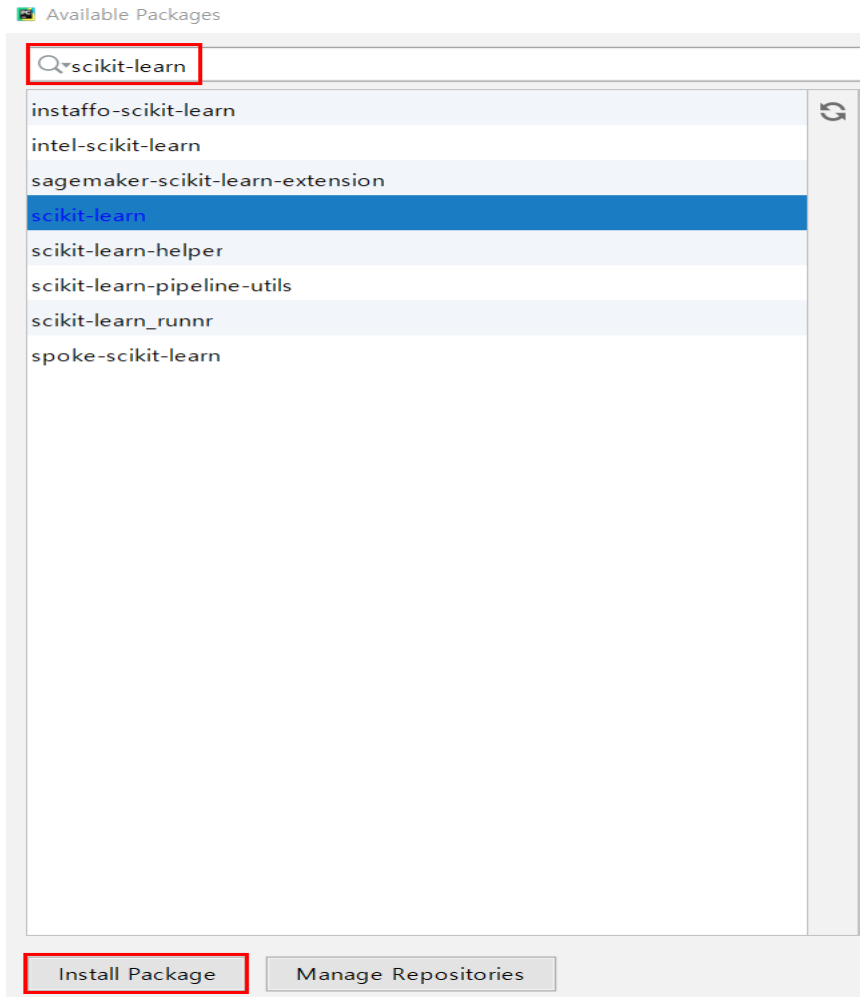 Available Packages
scikit-learn
instaffo-scikit-learn
intel-scikit-learn
sagemaker-scikit-learn-extension
scikit-learn
scikit-learn-helper
scikit-learn-pipeline-utils
scikit-learn_runnr
spoke-scikit-learn
Install Package
Manage Repositories